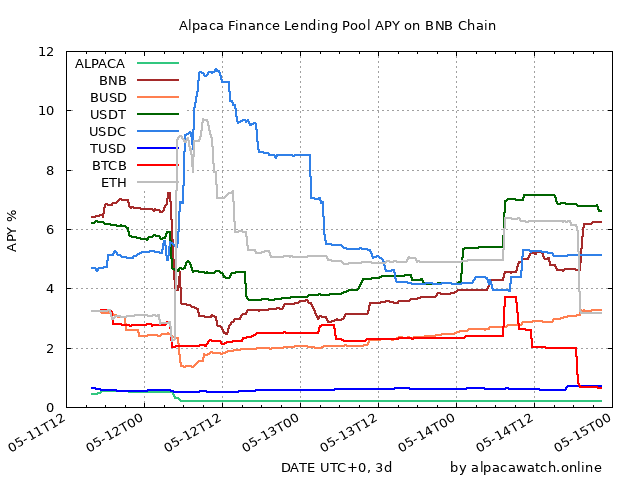 Alpaca Finance Lending Pool APY on BNB Chain
12
10
8
6
4
2
0
APY %
ALPACA
BNB
BUSD
USDT
USDC
TUSD
BTCB
ETH
05-11T12
05-12T00
05-12T12
05-13T00
05-13T12
05-14T00
05-14T12
05-15T00
DATE UTC+0, 3d
by alpacawatch.online